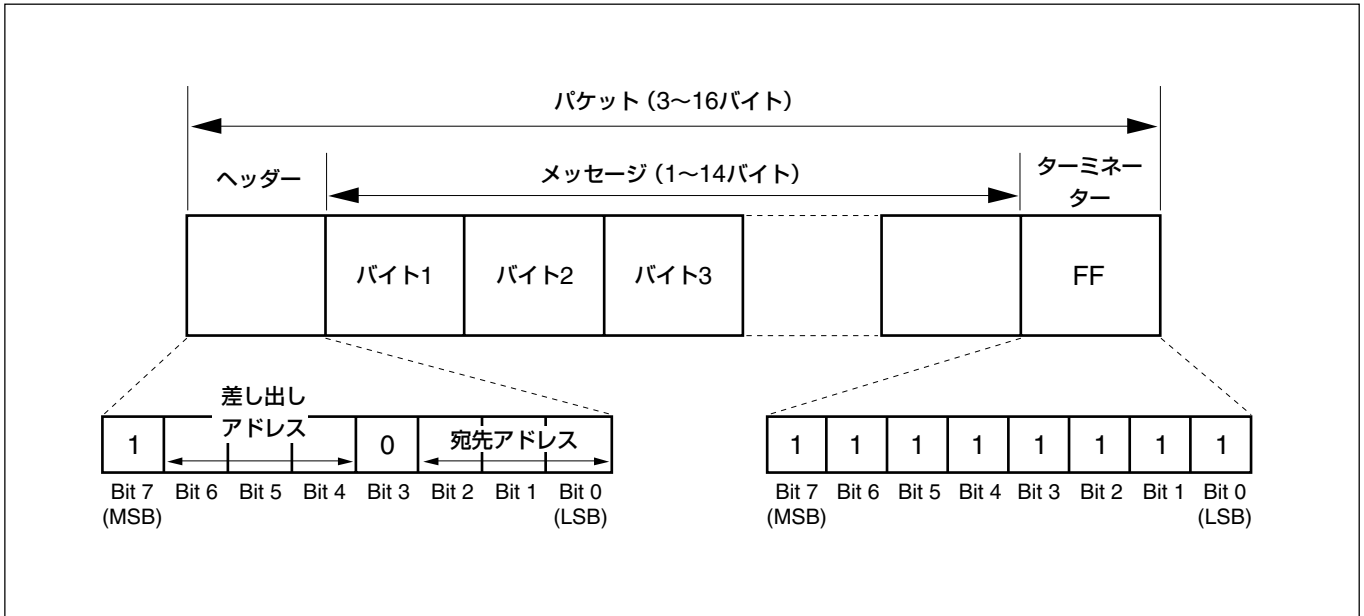 パケット（3〜16バイト）
ヘッダー
メッセージ（1〜14バイト）
ターミネー
ター
バイト1 バイト2 バイト3 FF
差し出し
アドレス
1 0 宛先アドレス
Bit 7 Bit 6 Bit 5 Bit 4 Bit 3 Bit 2 Bit 1 Bit 0
(MSB) (LSB)
1 1 1 1 1 1 1 1
Bit 7 Bit 6 Bit 5 Bit 4 Bit 3 Bit 2 Bit 1 Bit 0
(MSB) (LSB)